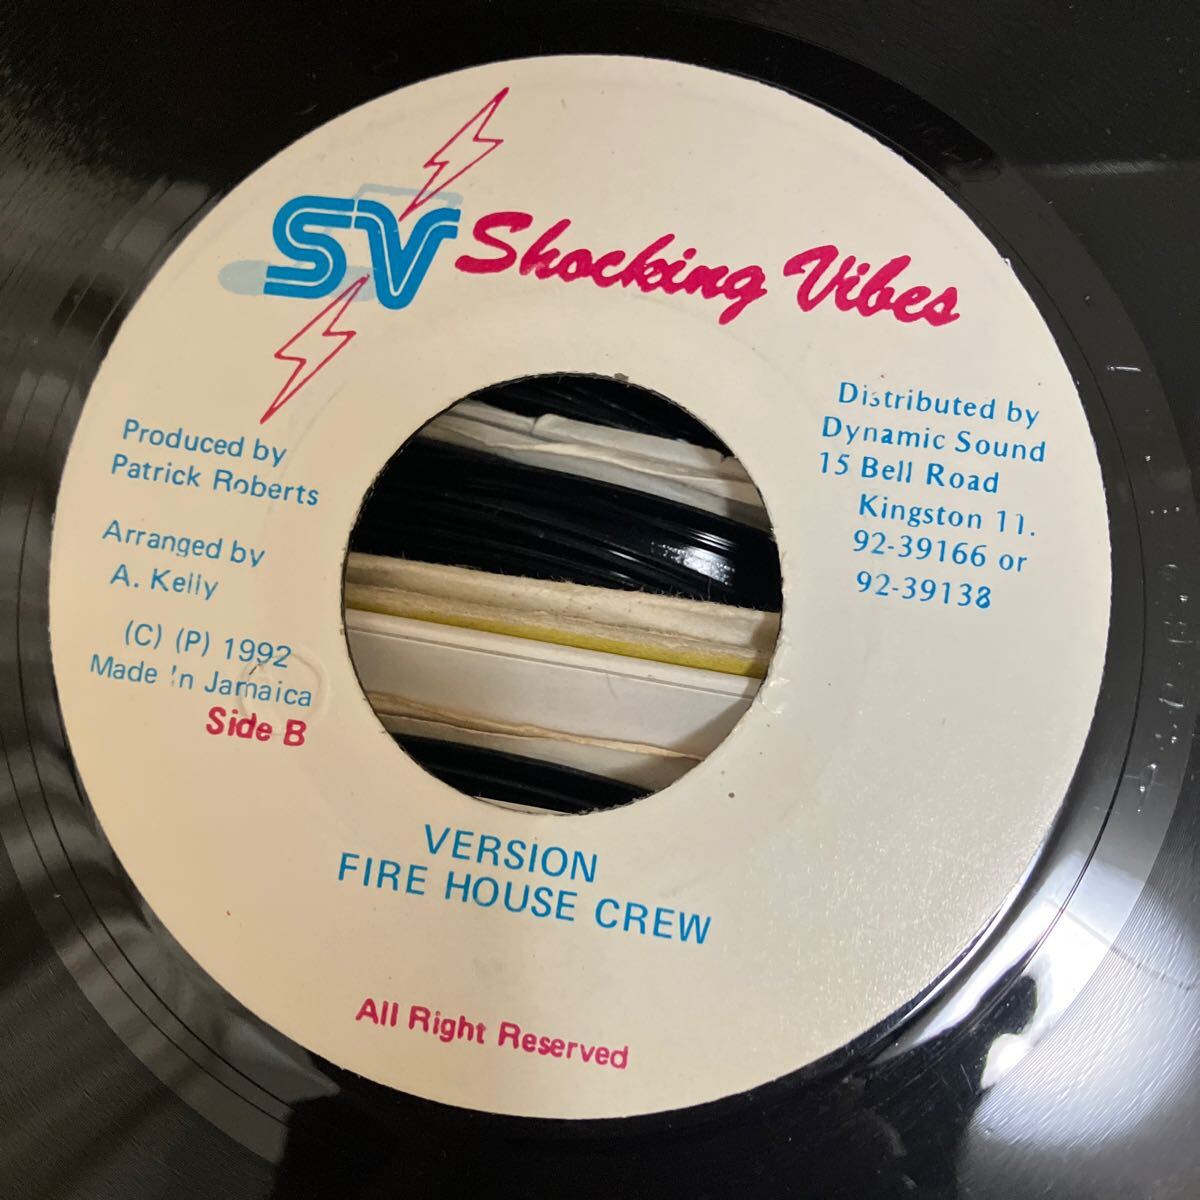 SV Shocking Vibes
Produced by
Patrick Roberts
Arranged by
A. Kelly
(C) (P) 1992
Made in Jamaica
Side B
Distributed by
Dynamic Sound
15 Bell Road
Kingston 11.
92-39166 or
92-39138
VERSION
FIRE HOUSE CREW
All Right Reserved